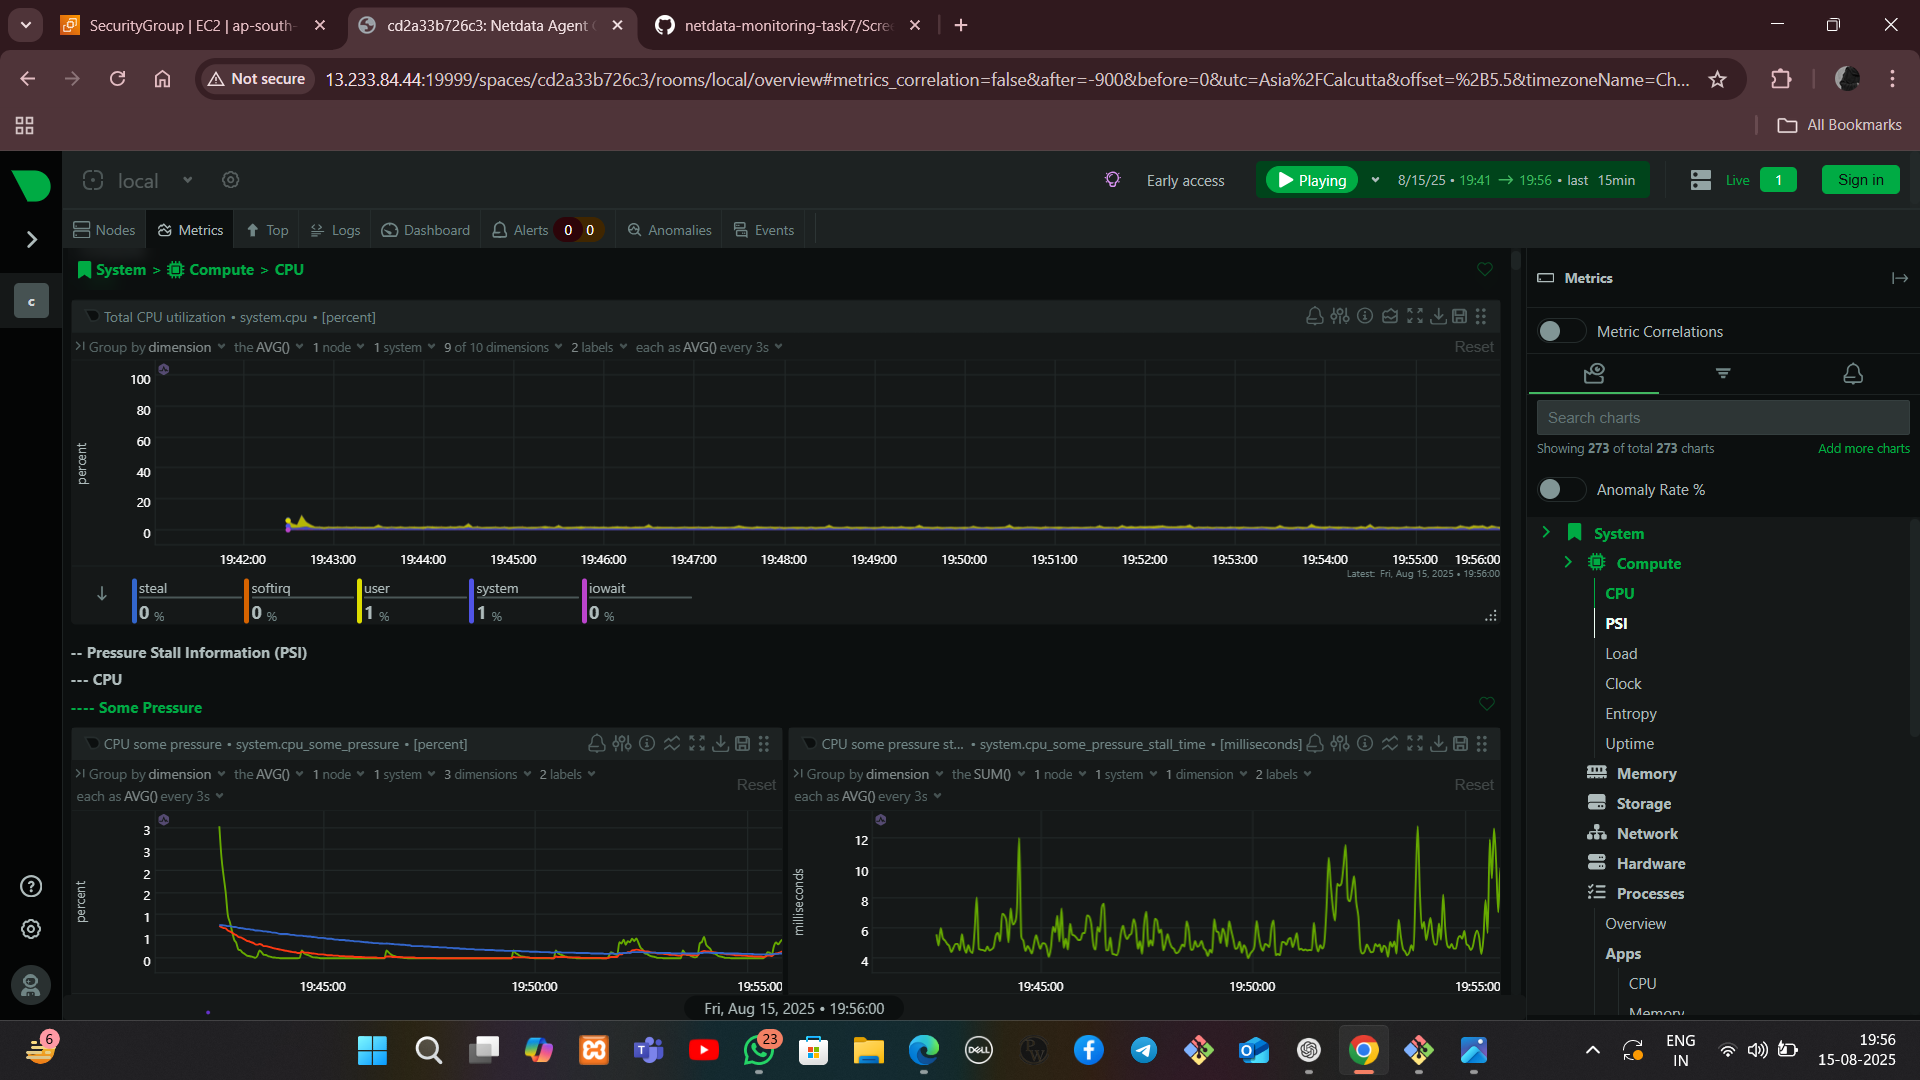 SecurityGroup | EC2 | ap-south-
cd2a33b726c3: Netdata Agent
netdata-monitoring-task7/Scre
Not secure
13.233.84.44:19999/spaces/cd2a33b726c3/rooms/local/overview#metrics_correlation=false&after=-900&before=0&utc=Asia%2FCalcutta&offset=%2B5.5&timezoneName=Ch...
All Bookmarks
local
Early access
Playing
8/15/25 • 19:41 → 19:56 • last 15min
Live
1
Sign in
Nodes
Metrics
Top
Logs
Dashboard
Alerts 0 0
Anomalies
Events
c
System > Compute > CPU
Total CPU utilization • system.cpu • [percent]
Group by dimension the AVG() 1 node 1 system 9 of 10 dimensions 2 labels each as AVG() every 3s
Reset
percent
100
80
60
40
20
0
19:42:00 19:43:00 19:44:00 19:45:00 19:46:00 19:47:00 19:48:00 19:49:00 19:50:00 19:51:00 19:52:00 19:53:00 19:54:00 19:55:00 19:56:00
Latest: Fri, Aug 15, 2025 • 19:56:00
steal softirq user system iowait
0 % 0 % 1 % 1 % 0 %
-- Pressure Stall Information (PSI)
--- CPU
---- Some Pressure
CPU some pressure • system.cpu_some_pressure • [percent]
Group by dimension the AVG() 1 node 1 system 3 dimensions 2 labels
each as AVG() every 3s
Reset
percent
3
3
2
2
1
1
0
19:45:00 19:50:00 19:55:00
CPU some pressure st... • system.cpu_some_pressure_stall_time • [milliseconds]
Group by dimension the SUM() 1 node 1 system 1 dimension 2 labels
each as AVG() every 3s
Reset
milliseconds
12
10
8
6
4
19:45:00 19:50:00 19:55:00
Fri, Aug 15, 2025 • 19:56:00
Metrics
Metric Correlations
Search charts
Showing 273 of total 273 charts
Add more charts
Anomaly Rate %
System
Compute
CPU
PSI
Load
Clock
Entropy
Uptime
Memory
Storage
Network
Hardware
Processes
Overview
Apps
CPU
Memory
6
23
DELL
ENG
IN
19:56
15-08-2025